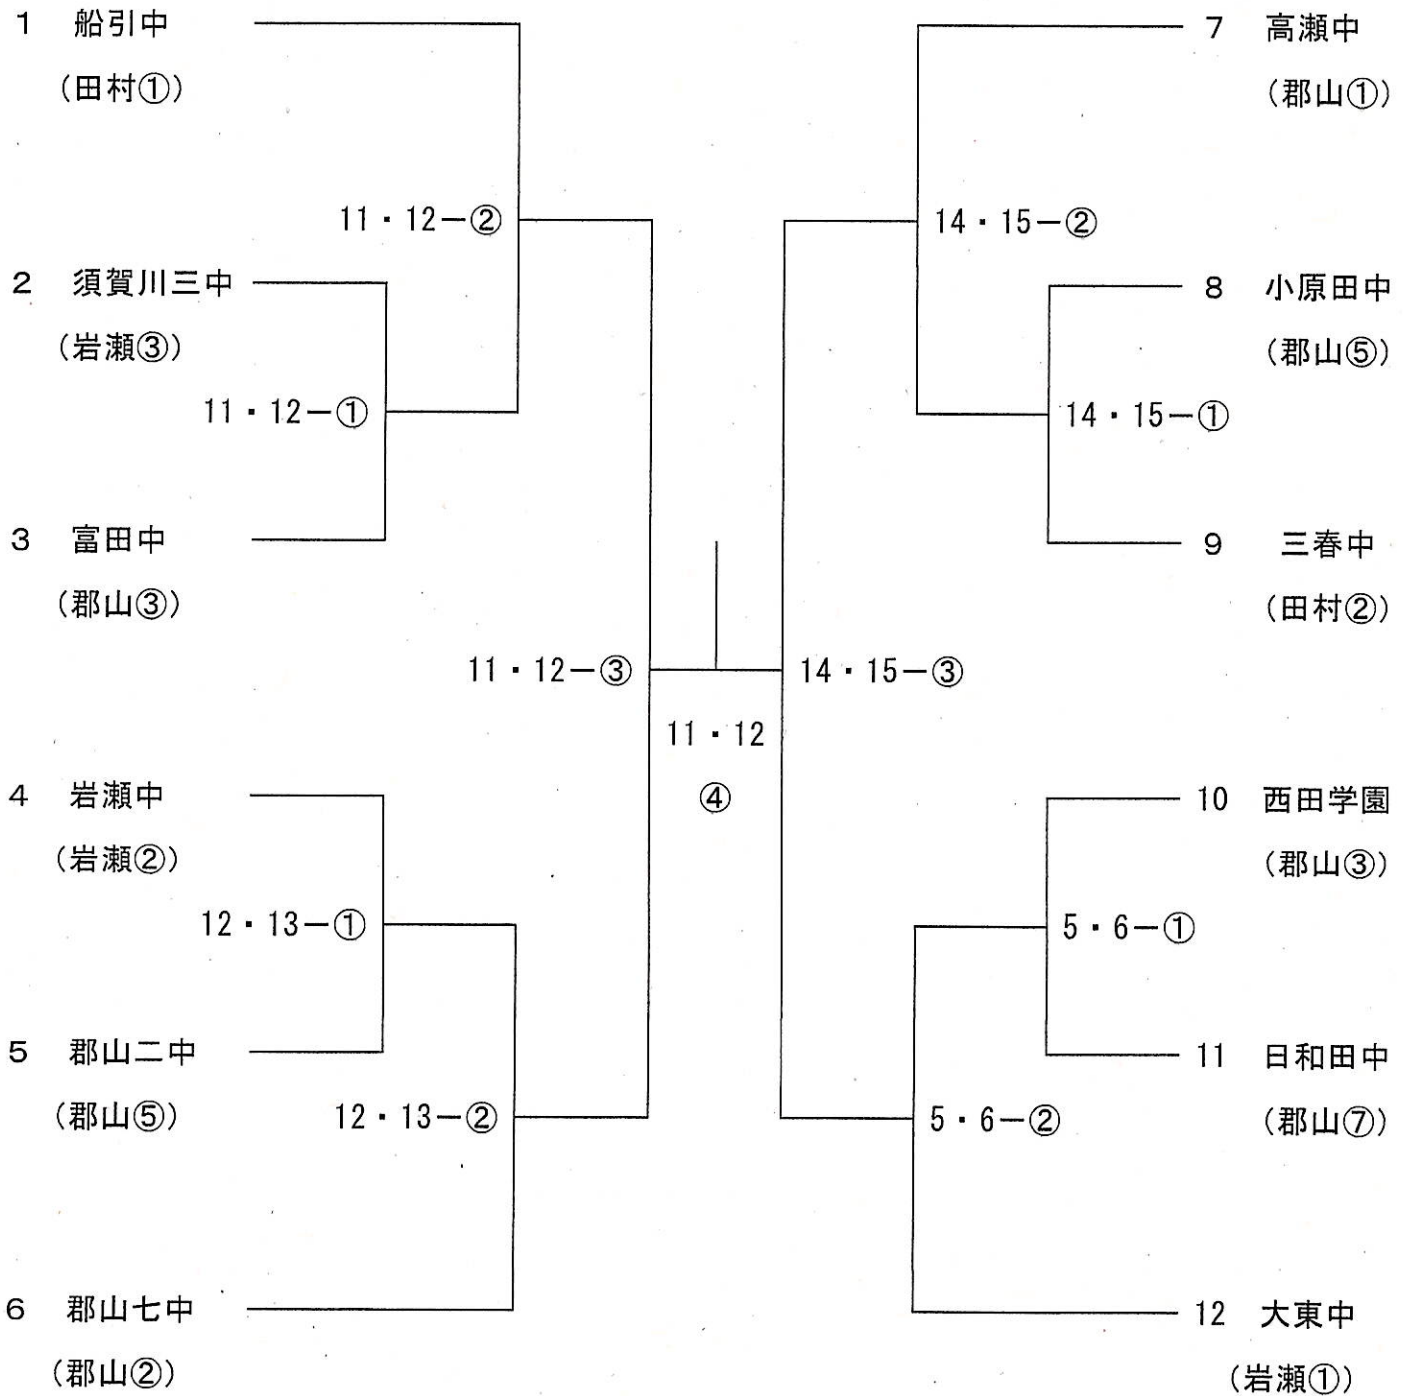 1 船引中
(田村①)
11・12－②
2 須賀川三中
(岩瀬③)
11・12－①
3 富田中
(郡山③)
11・12－③
4 岩瀬中
(岩瀬②)
12・13－①
5 郡山二中
(郡山⑤)
12・13－②
6 郡山七中
(郡山②)
11・12
④
7 高瀬中
(郡山①)
14・15－②
8 小原田中
(郡山⑤)
14・15－①
9 三春中
(田村②)
14・15－③
10 西田学園
(郡山③)
5・6－①
11 日和田中
(郡山⑦)
5・6－②
12 大東中
(岩瀬①)